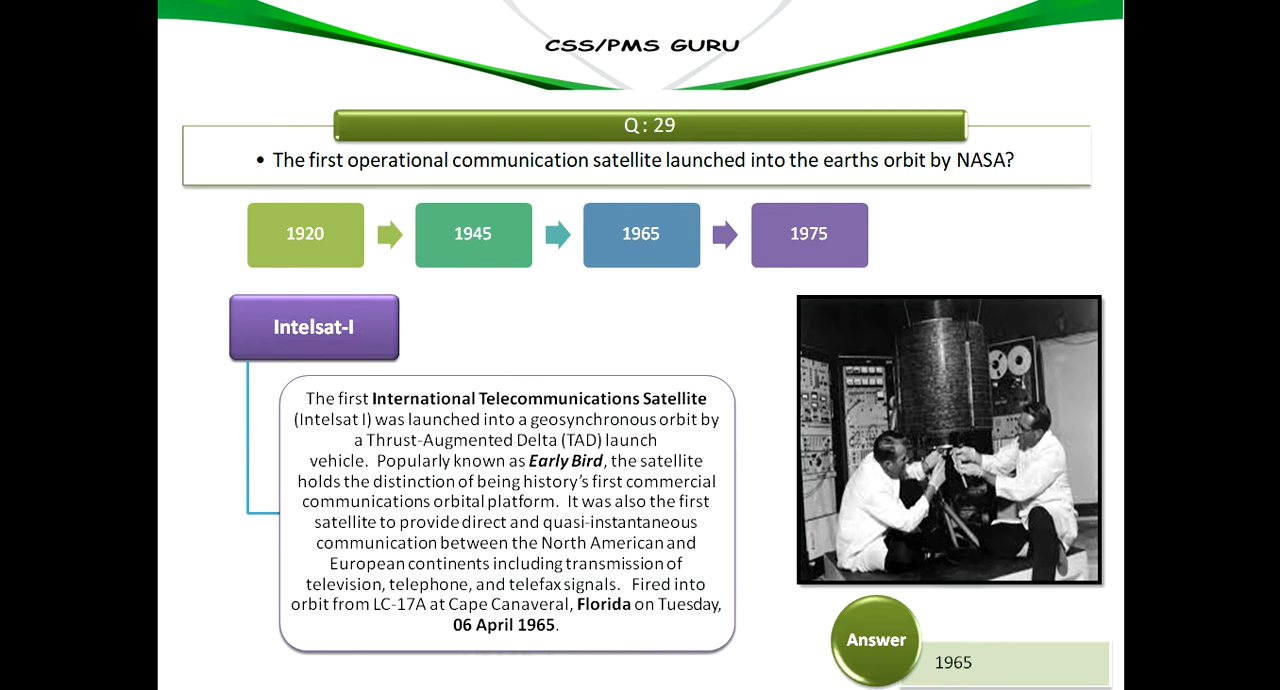 CSS/PMS GURU
Q : 29
• The first operational communication satellite launched into the earths orbit by NASA?
1920
1945
1965
1975
Intelsat-I
The first International Telecommunications Satellite
(Intelsat I) was launched into a geosynchronous orbit by
a Thrust-Augmented Delta (TAD) launch
vehicle. Popularly known as Early Bird, the satellite
holds the distinction of being history’s first commercial
communications orbital platform. It was also the first
satellite to provide direct and quasi-instantaneous
communication between the North American and
European continents including transmission of
television, telephone, and telefax signals. Fired into
orbit from LC-17A at Cape Canaveral, Florida on Tuesday,
06 April 1965.
Answer
1965